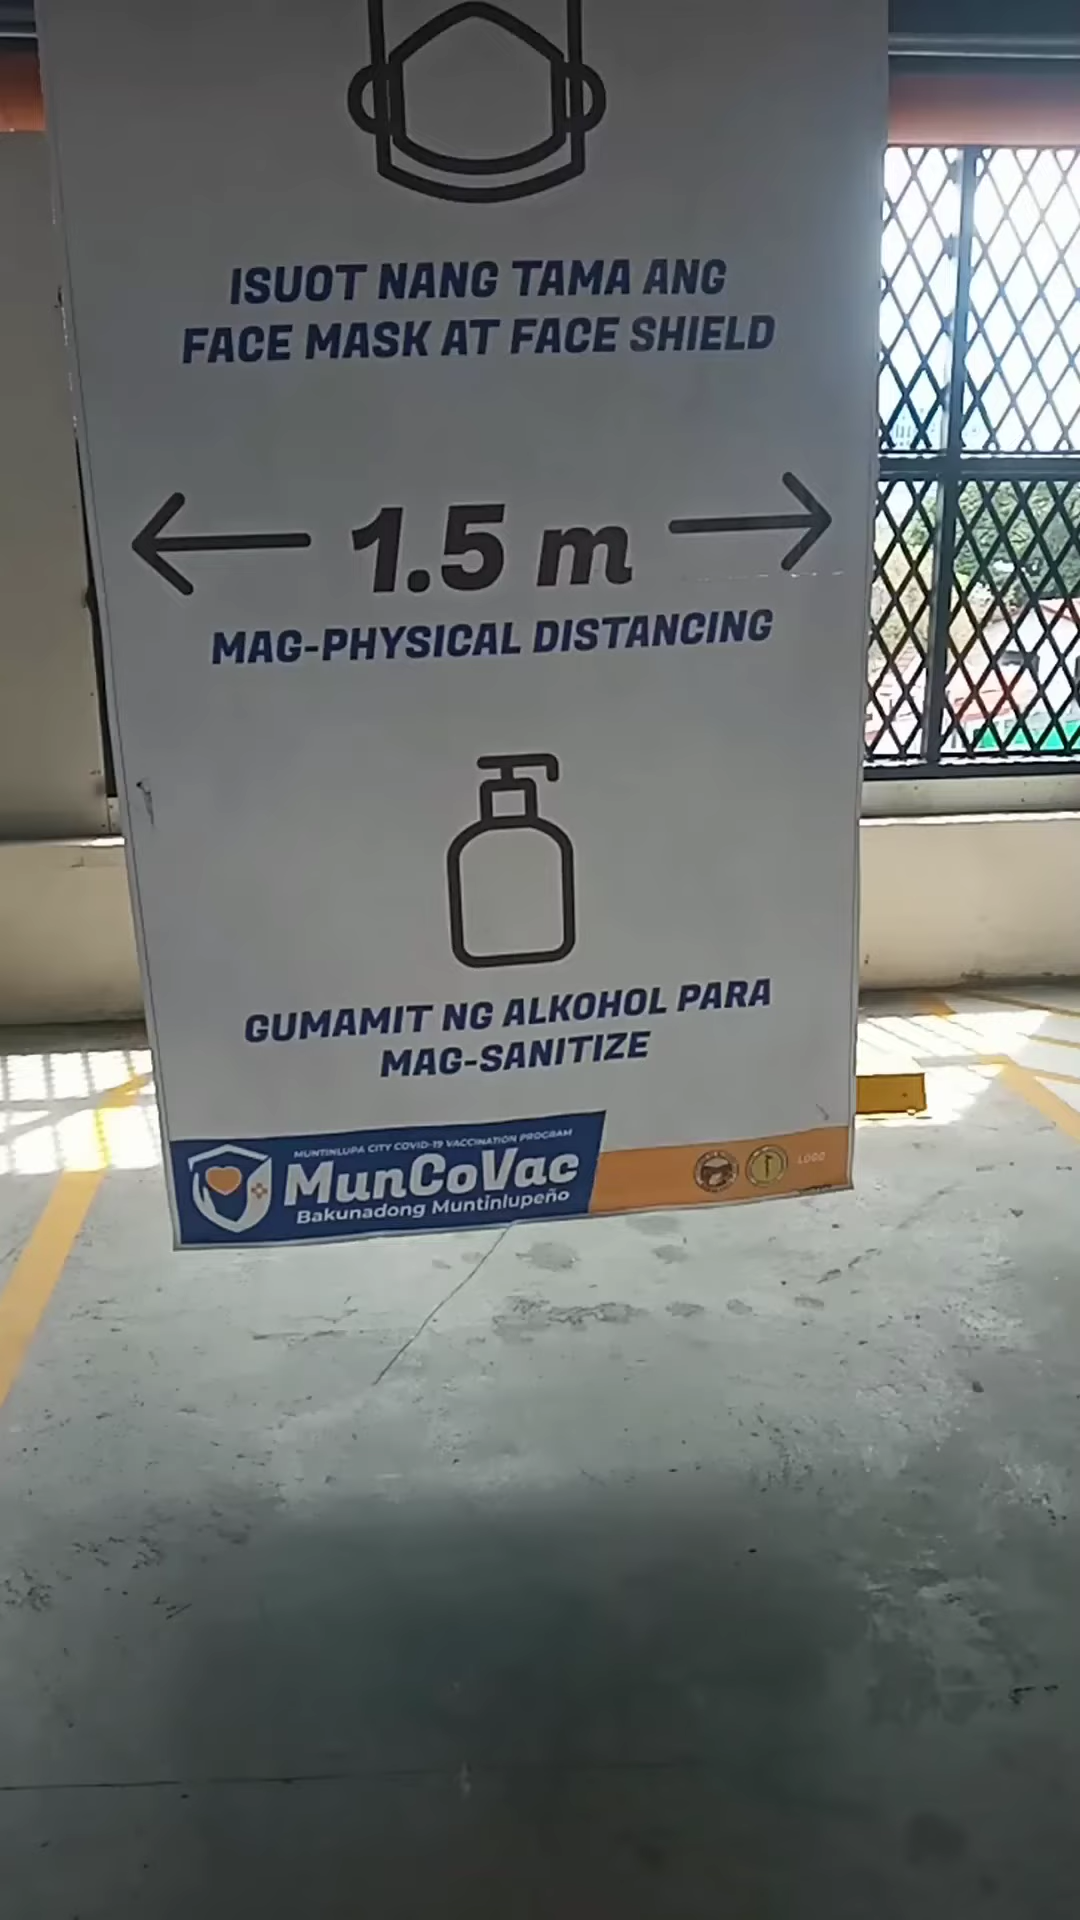 ISUOT NANG TAMA ANG
FACE MASK AT FACE SHIELD
1.5 m
MAG-PHYSICAL DISTANCING
GUMAMIT NG ALKOHOL PARA
MAG-SANITIZE
MUNTINLUPA CITY COVID-19 VACCINATION PROGRAM
MunCoVac
Bakunadong Muntinlupeño
LOGO